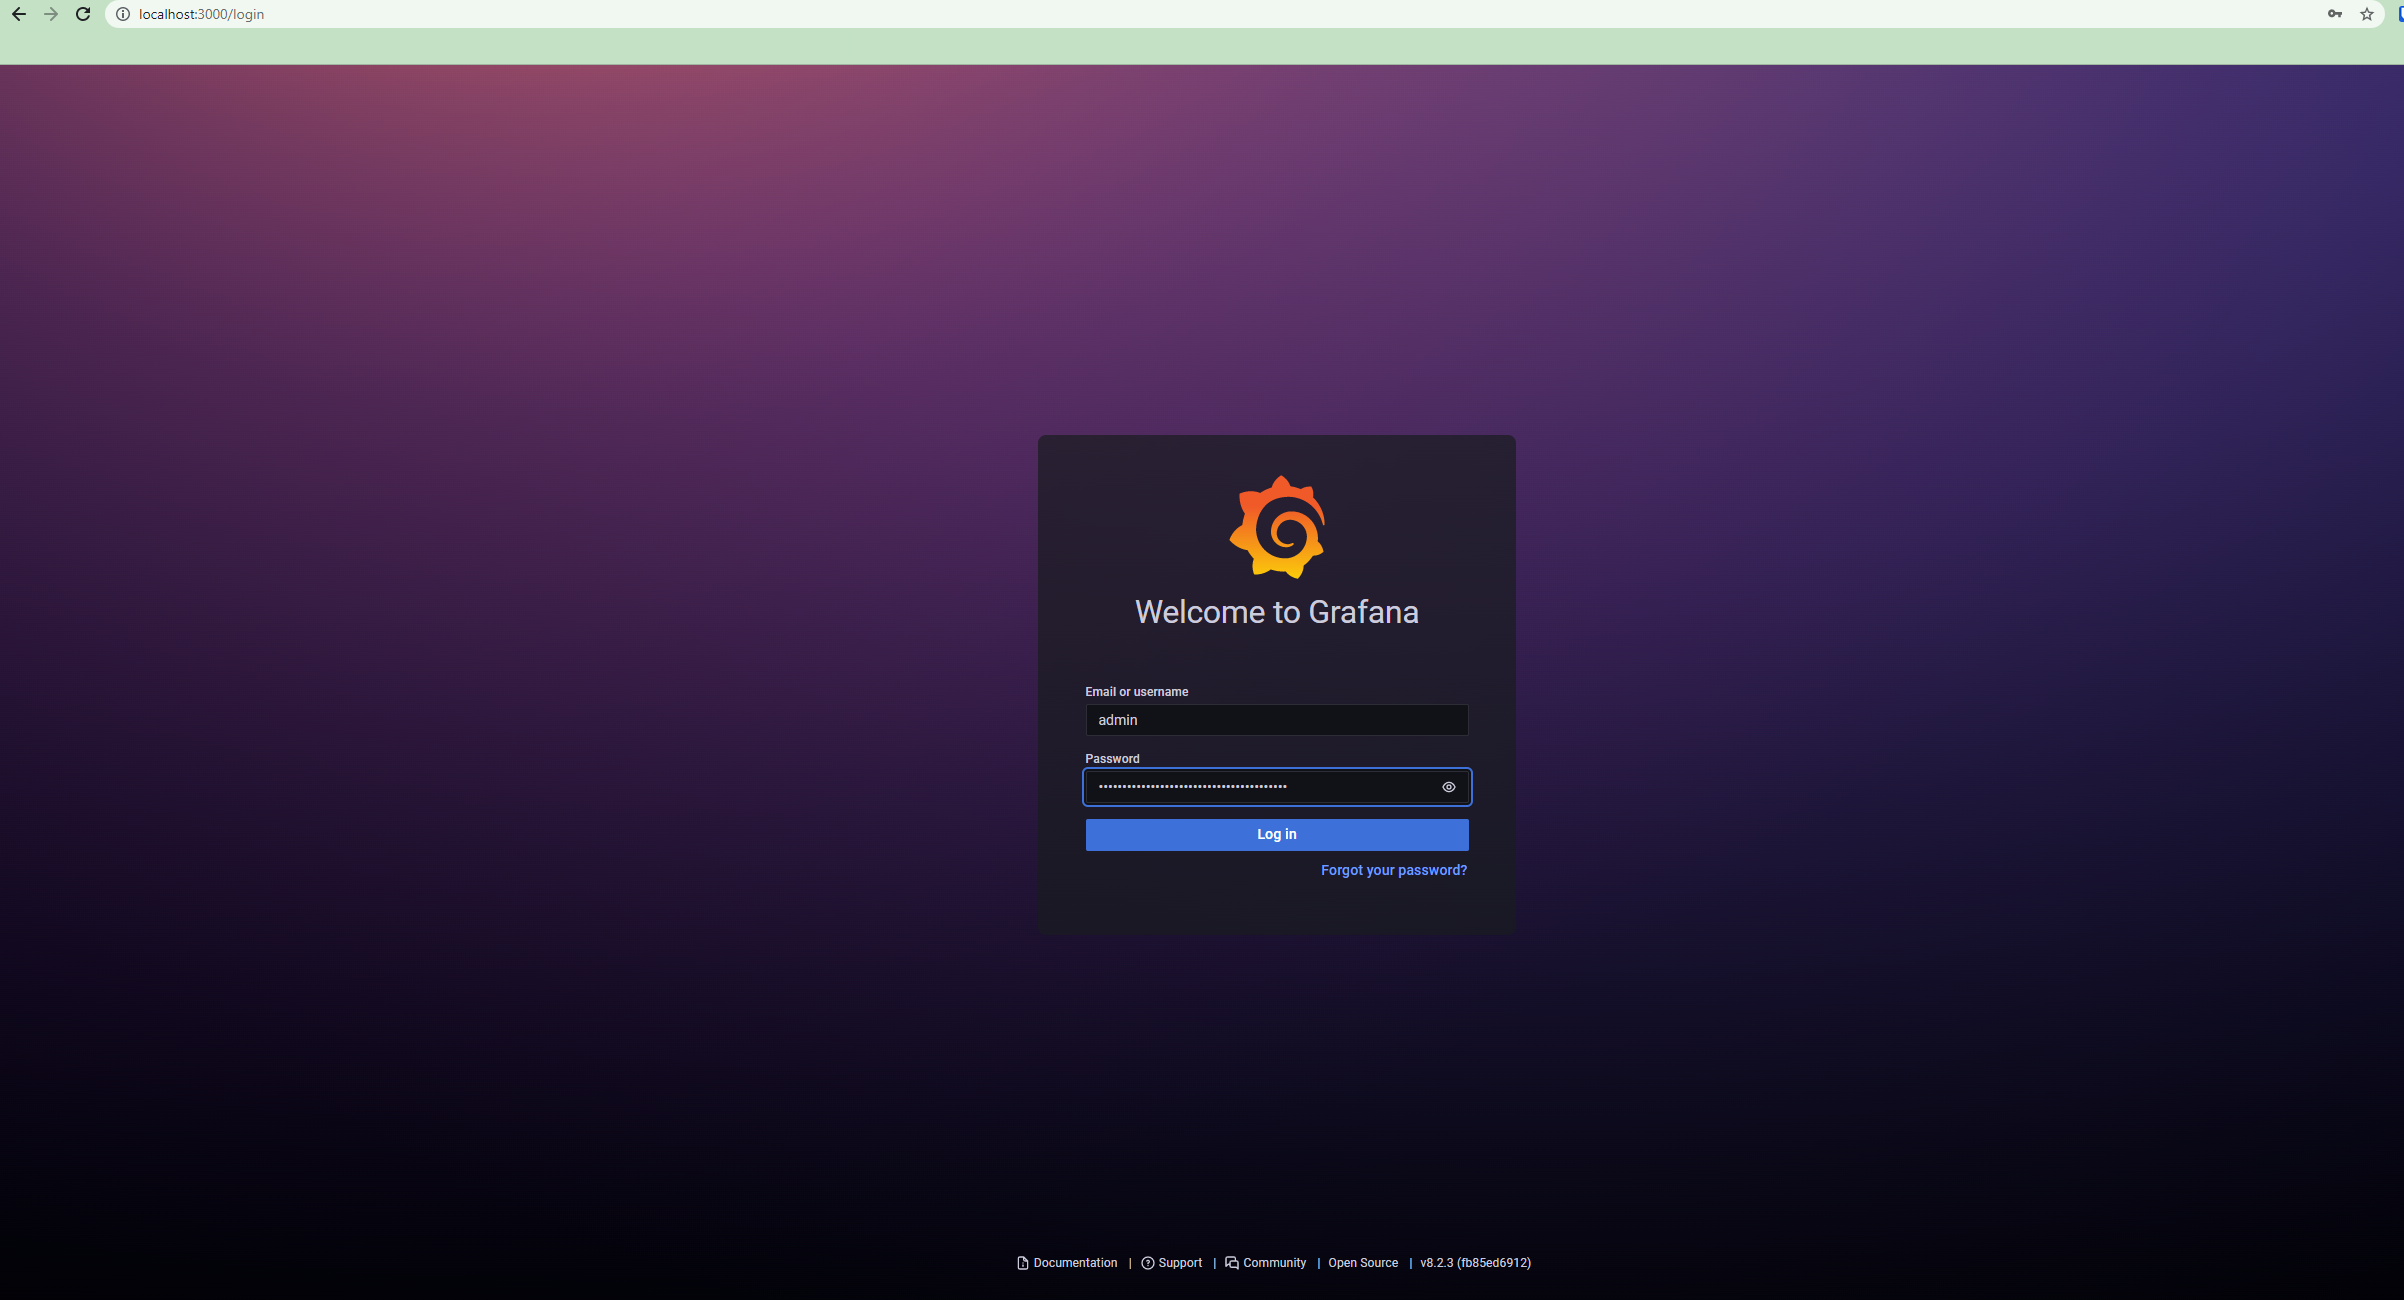 localhost:3000/login
Welcome to Grafana
Email or username
admin
Password
••••••••••••••••••••••••••••••••••••••••
Log in
Forgot your password?
Documentation | Support | Community | Open Source | v8.2.3 (fb85ed6912)